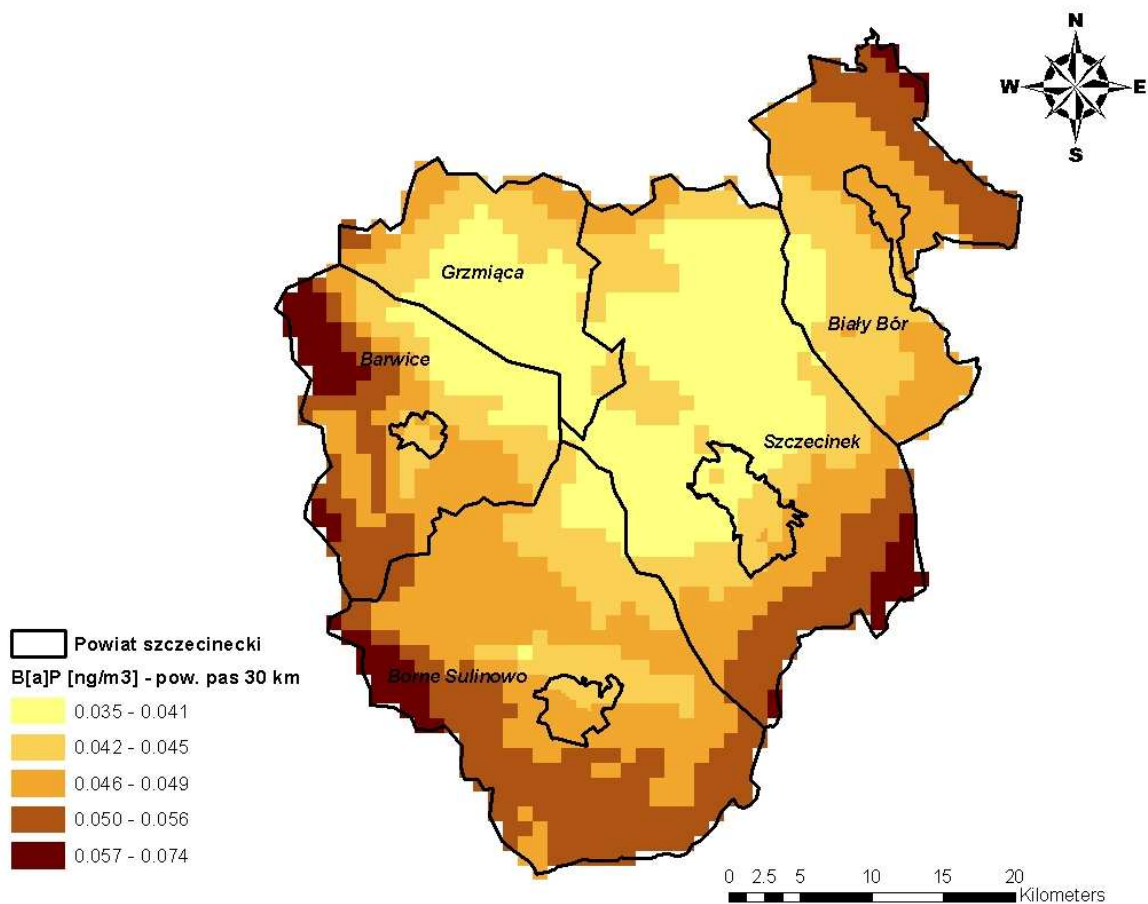 N
W E
S
Grzmiąca
Biały Bór
Barwice
Szczecinek
Borne Sulinowo
Powiat szczecinecki
B[a]P [ng/m3] - pow. pas 30 km
0.035 - 0.041
0.042 - 0.045
0.046 - 0.049
0.050 - 0.056
0.057 - 0.074
0 2.5 5 10 15 20
Kilometers